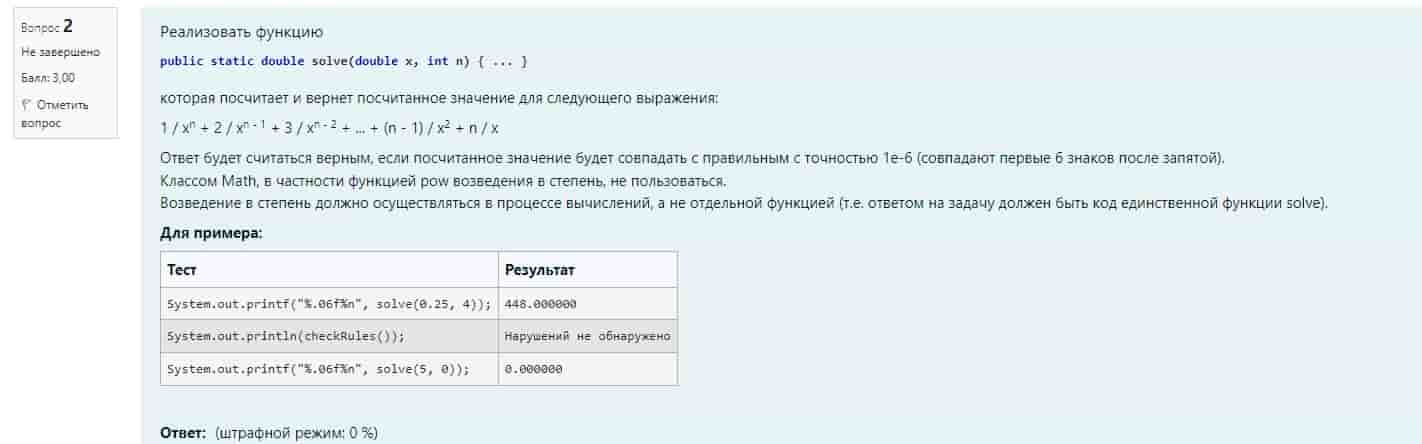 Вопрос 2
Не завершено
Балл: 3,00
Отметить
вопрос
Реализовать функцию
public static double solve(double x, int n) { ... }
которая посчитает и вернет посчитанное значение для следующего выражения:
1 / xⁿ + 2 / xⁿ ⁻ ¹ + 3 / xⁿ ⁻ ² + ... + (n - 1) / x² + n / x
Ответ будет считаться верным, если посчитанное значение будет совпадать с правильным с точностью 1e-6 (совпадают первые 6 знаков после запятой).
Классом Math, в частности функцией pow возведения в степень, не пользоваться.
Возведение в степень должно осуществляться в процессе вычислений, а не отдельной функцией (т.е. ответом на задачу должен быть код единственной функции solve).
Для примера:
Тест Результат
System.out.printf("%.06f%n", solve(0.25, 4)); 448.000000
System.out.println(checkRules()); Нарушений не обнаружено
System.out.printf("%.06f%n", solve(5, 0)); 0.000000
Ответ: (штрафной режим: 0 %)